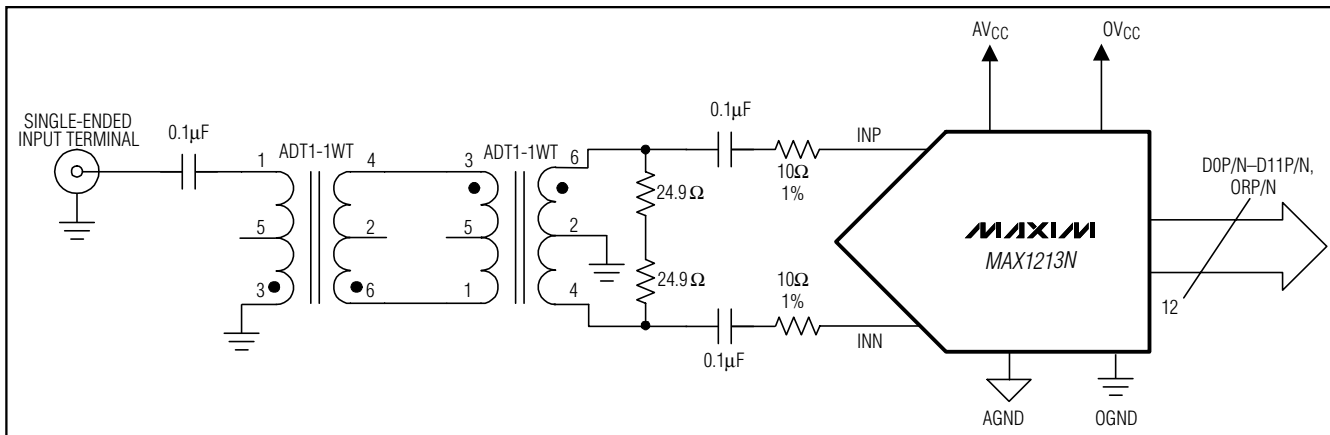 AVCC
OVCC
SINGLE-ENDED
INPUT TERMINAL
0.1µF
ADT1-1WT
ADT1-1WT
0.1µF
INP
1
4
3
6
10Ω
1%
24.9Ω
D0P/N–D11P/N,
ORP/N
5
2
5
2
MAXIM
MAX1213N
24.9Ω
10Ω
1%
3
6
1
4
12
0.1µF
INN
AGND
OGND